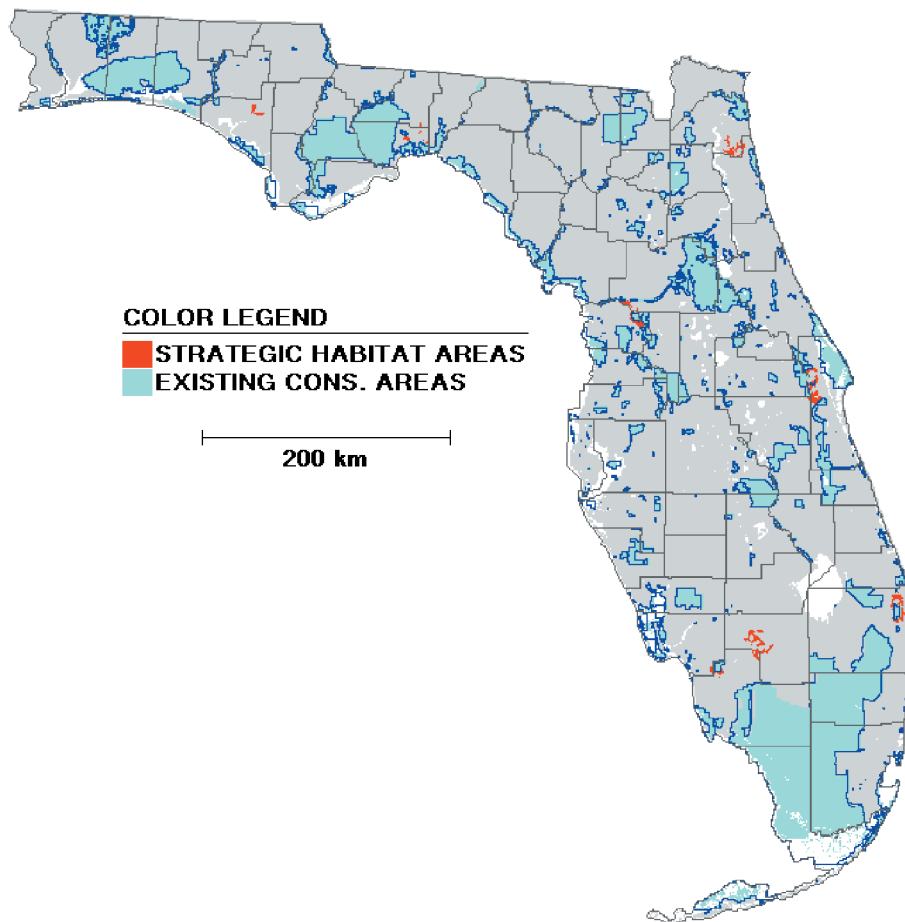 COLOR LEGEND
STRATEGIC HABITAT AREAS
EXISTING CONS. AREAS
200 km